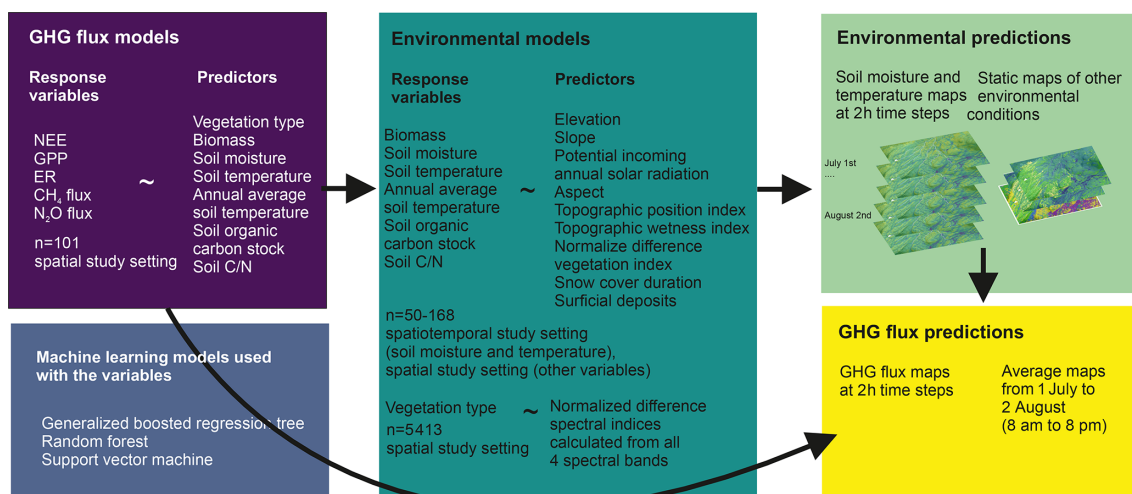 GHG flux models
Response
variables
NEE
GPP
ER
CH₄ flux
N₂O flux
n=101
spatial study setting
~
Predictors
Vegetation type
Biomass
Soil moisture
Soil temperature
Annual average
soil temperature
Soil organic
carbon stock
Soil C/N
Machine learning models used
with the variables
Generalized boosted regression tree
Random forest
Support vector machine
Environmental models
Response
variables
Biomass
Soil moisture
Soil temperature
Annual average
soil temperature
Soil organic
carbon stock
Soil C/N
~
Predictors
Elevation
Slope
Potential incoming
annual solar radiation
Aspect
Topographic position index
Topographic wetness index
Normalize difference
vegetation index
Snow cover duration
Surficial deposits
n=50-168
spatiotemporal study setting
(soil moisture and temperature),
spatial study setting (other variables)
Vegetation type
n=5413
spatial study setting
~
Normalized difference
spectral indices
calculated from all
4 spectral bands
Environmental predictions
Soil moisture and
temperature maps
at 2h time steps
Static maps of other
environmental
conditions
July 1st
....
August 2nd
GHG flux predictions
GHG flux maps
at 2h time steps
Average maps
from 1 July to
2 August
(8 am to 8 pm)